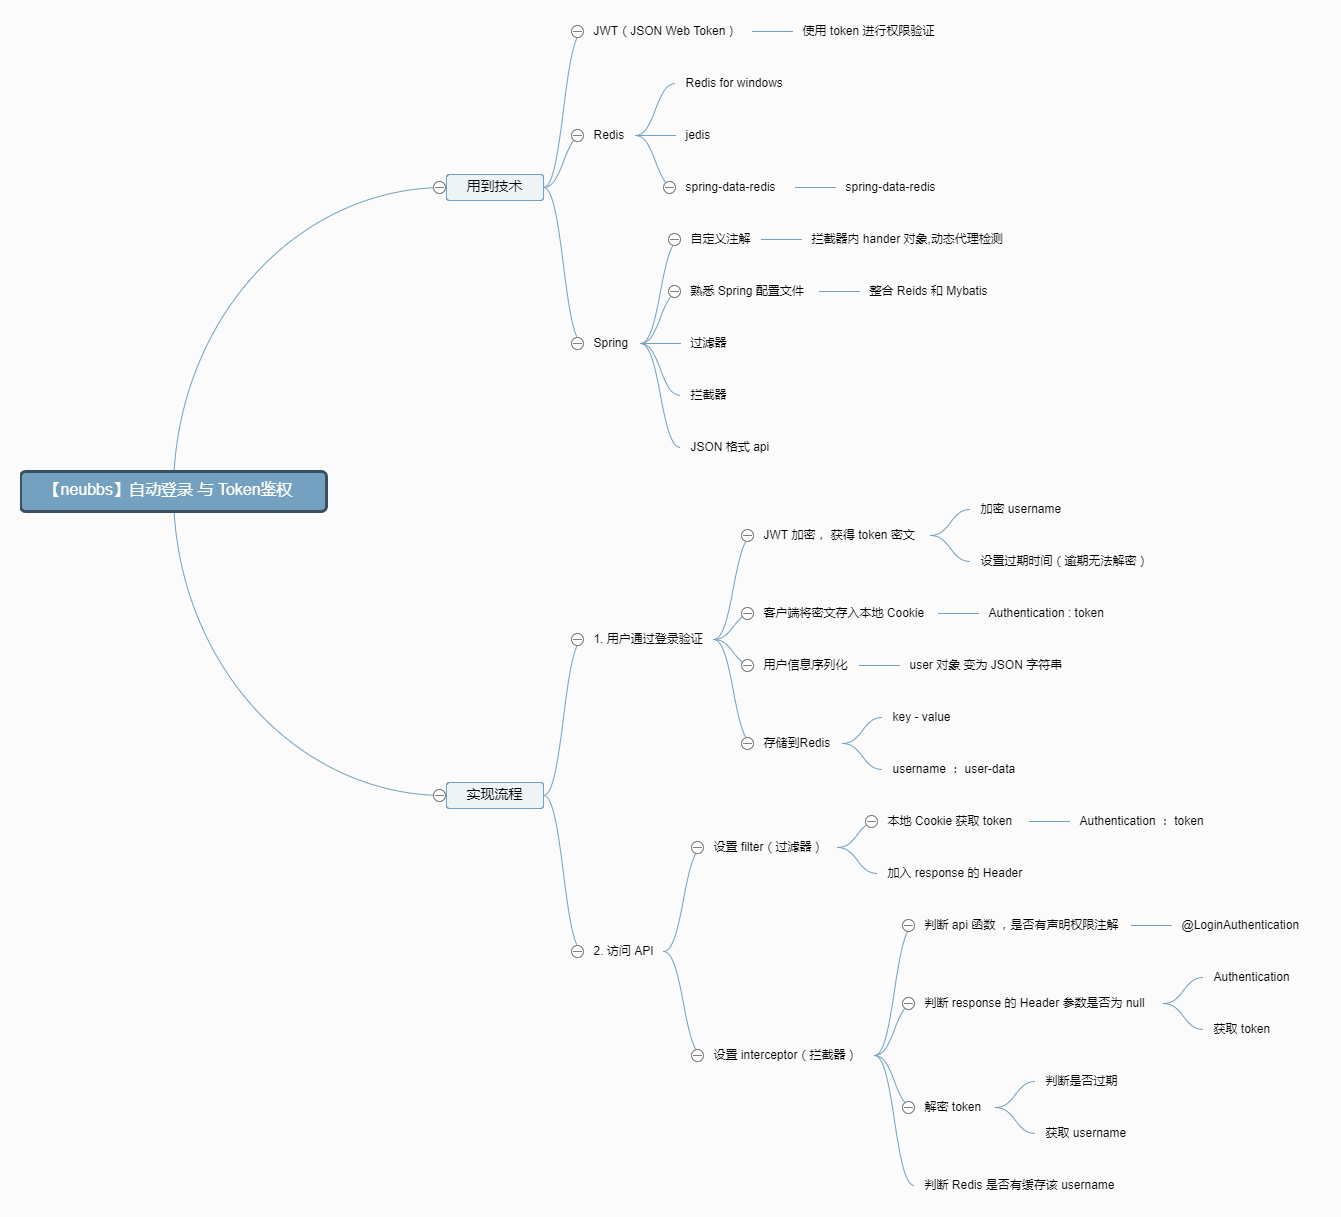 JWT（JSON Web Token）
使用 token 进行权限验证
Redis for windows
Redis
jedis
用到技术
spring-data-redis
spring-data-redis
自定义注解
拦截器内 hander 对象,动态代理检测
熟悉 Spring 配置文件
整合 Reids 和 Mybatis
Spring
过滤器
拦截器
JSON 格式 api
【neubbs】自动登录 与 Token鉴权
加密 username
JWT 加密， 获得 token 密文
设置过期时间（逾期无法解密）
客户端将密文存入本地 Cookie
Authentication : token
1. 用户通过登录验证
用户信息序列化
user 对象 变为 JSON 字符串
key - value
存储到Redis
username ： user-data
实现流程
本地 Cookie 获取 token
Authentication ： token
设置 filter（过滤器）
加入 response 的 Header
判断 api 函数 ，是否有声明权限注解
@LoginAuthentication
2. 访问 API
Authentication
判断 response 的 Header 参数是否为 null
获取 token
设置 interceptor（拦截器）
判断是否过期
解密 token
获取 username
判断 Redis 是否有缓存该 username